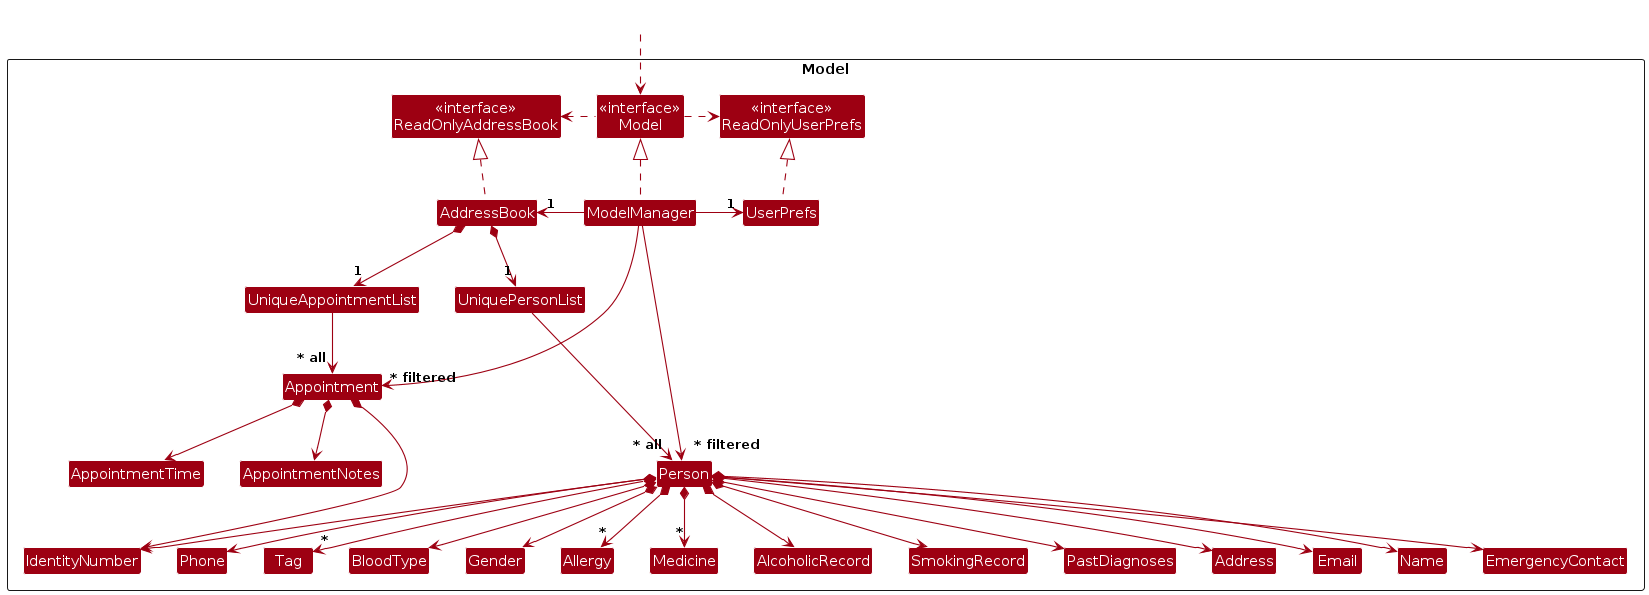 Model
«interface»
ReadOnlyAddressBook
«interface»
Model
«interface»
ReadOnlyUserPrefs
AddressBook
1
ModelManager
1
UserPrefs
1
1
UniqueAppointmentList
UniquePersonList
* all
* filtered
Appointment
* all
* filtered
AppointmentTime
AppointmentNotes
Person
*
*
*
IdentityNumber
Phone
Tag
BloodType
Gender
Allergy
Medicine
AlcoholicRecord
SmokingRecord
PastDiagnoses
Address
Email
Name
EmergencyContact